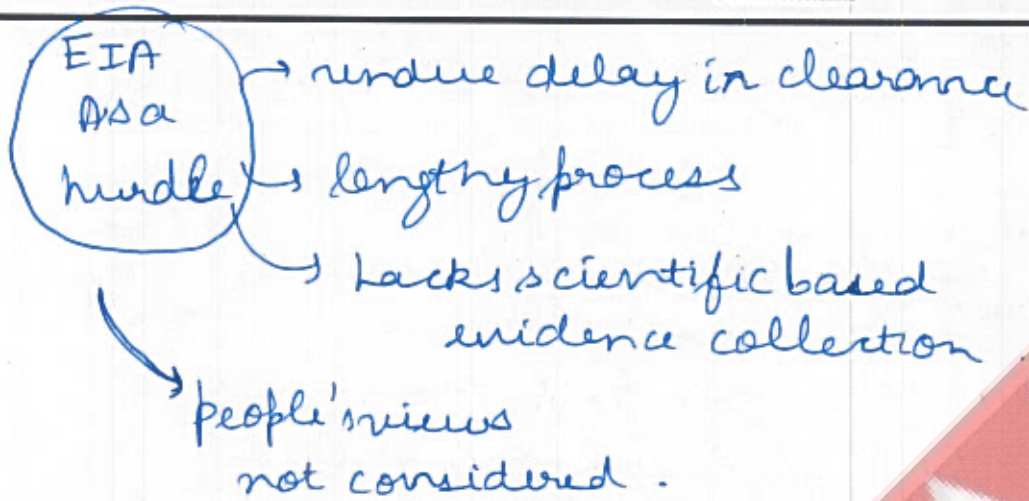 EIA
As a
hurdle
→ undue delay in clearance
→ lengthy process
→ Lacks scientific based
evidence collection
people's views
not considered.